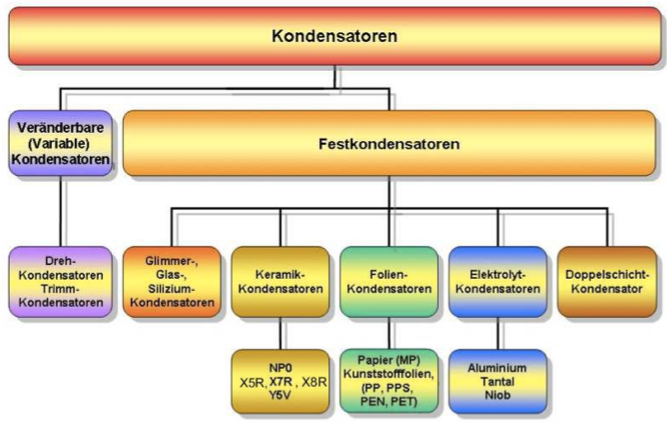 Kondensatoren
Veränderbare
(Variable)
Kondensatoren
Festkondensatoren
Dreh-
Kondensatoren
Trimm-
Kondensatoren
Glimmer-,
Glas-,
Silizium-
Kondensatoren
Keramik-
Kondensatoren
Folien-
Kondensatoren
Elektrolyt-
Kondensatoren
Doppelschicht-
Kondensator
NP0
X5R, X7R , X8R
Y5V
Papier (MP)
Kunststofffolien,
(PP, PPS,
PEN, PET)
Aluminium
Tantal
Niob